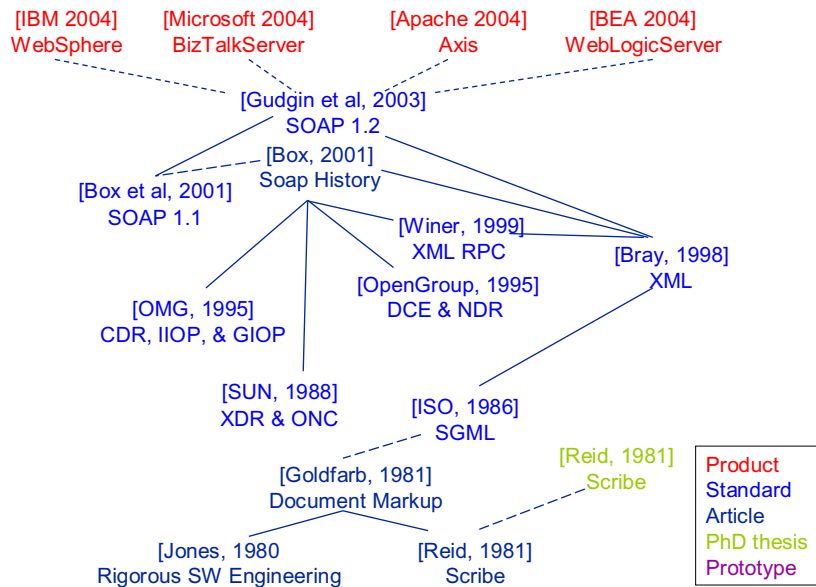 [IBM 2004]
WebSphere
[Microsoft 2004]
BizTalkServer
[Apache 2004]
Axis
[BEA 2004]
WebLogicServer
[Gudgin et al, 2003]
SOAP 1.2
[Box, 2001]
Soap History
[Box et al, 2001]
SOAP 1.1
[Winer, 1999]
XML RPC
[Bray, 1998]
XML
[OpenGroup, 1995]
DCE & NDR
[OMG, 1995]
CDR, IIOP, & GIOP
[SUN, 1988]
XDR & ONC
[ISO, 1986]
SGML
[Goldfarb, 1981]
Document Markup
[Reid, 1981]
Scribe
[Jones, 1980
Rigorous SW Engineering
[Reid, 1981]
Scribe
Product
Standard
Article
PhD thesis
Prototype